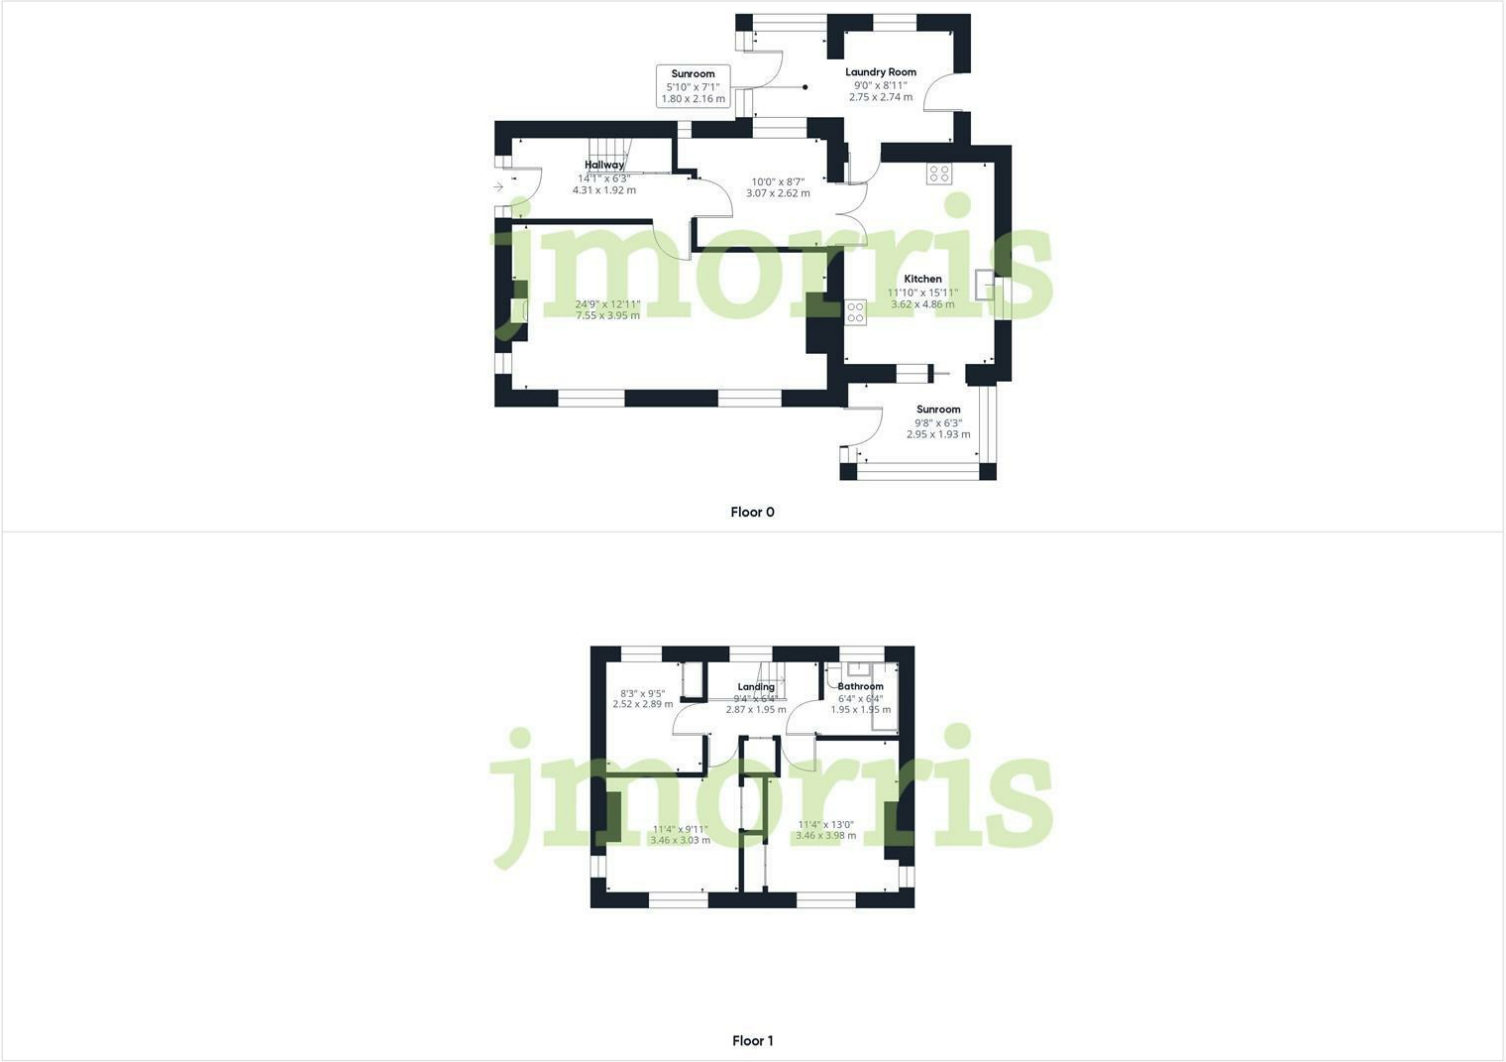 Sunroom
5'10" x 7'1"
1.80 x 2.16 m
Laundry Room
9'0" x 8'11"
2.75 x 2.74 m
Hallway
14'1" x 6'3"
4.31 x 1.92 m
10'0" x 8'7"
3.07 x 2.62 m
jmorris
Kitchen
11'10" x 15'11"
3.62 x 4.86 m
24'9" x 12'11"
7.55 x 3.95 m
Sunroom
9'8" x 6'3"
2.95 x 1.93 m
Floor 0
8'3" x 9'5"
2.52 x 2.89 m
Landing
9'4" x 6'4"
2.87 x 1.95 m
Bathroom
6'4" x 6'4"
1.95 x 1.95 m
jmorris
11'4" x 9'11"
3.46 x 3.03 m
11'4" x 13'0"
3.46 x 3.98 m
Floor 1